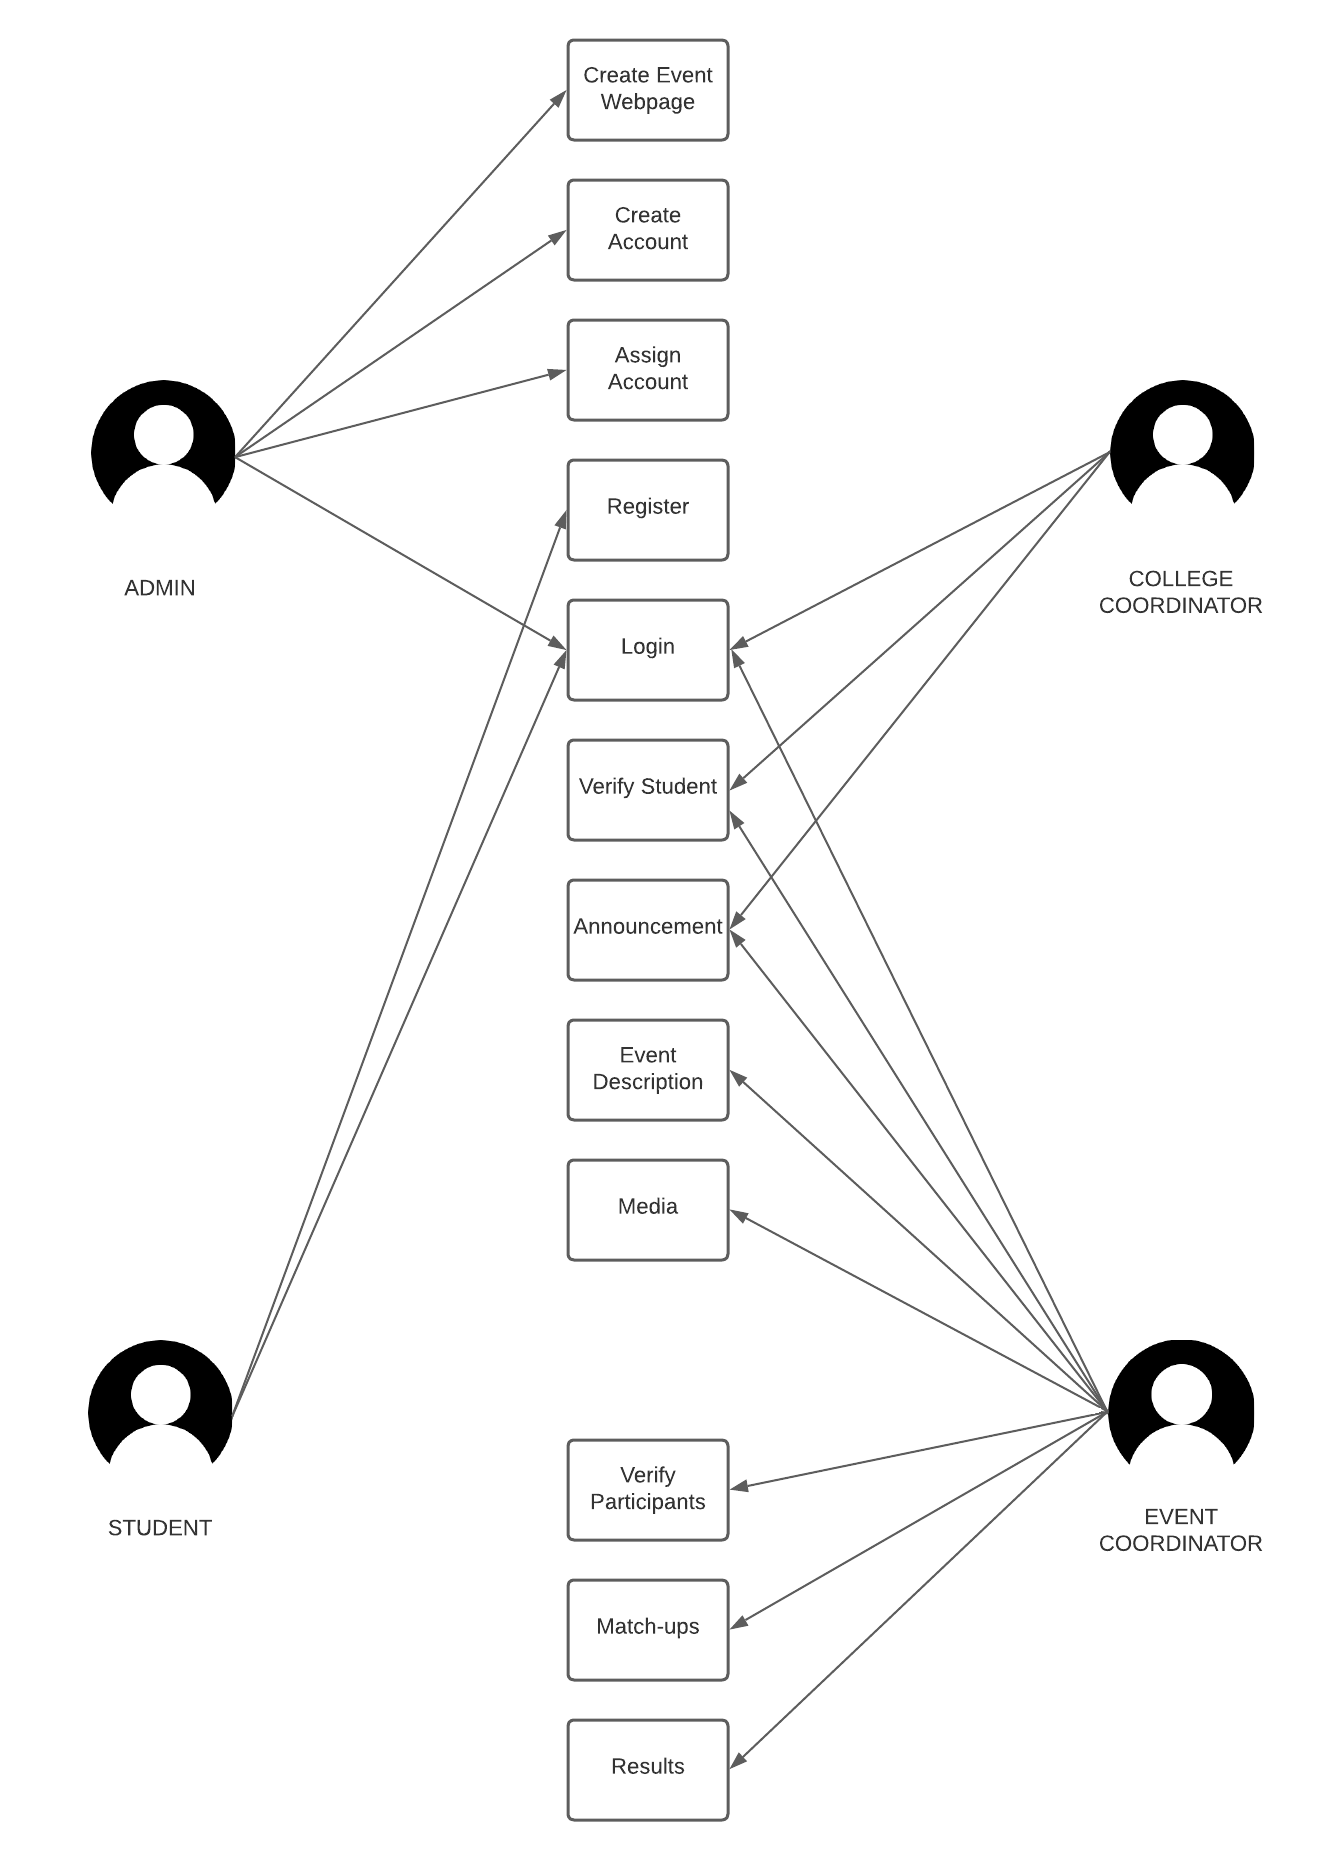 Create Event
Webpage
Create
Account
Assign
Account
Register
ADMIN
COLLEGE
COORDINATOR
Login
Verify Student
Announcement
Event
Description
Media
Verify
Participants
STUDENT
EVENT
COORDINATOR
Match-ups
Results